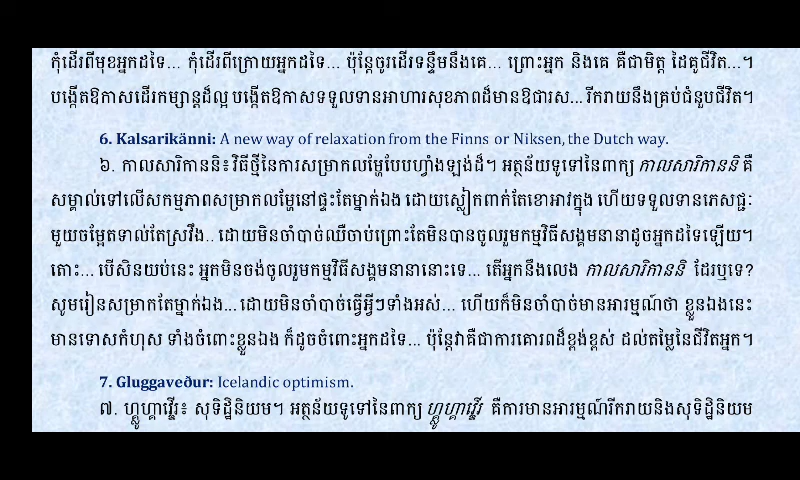 កុំដើរពីមុខអ្នកដទៃ... កុំដើរពីក្រោយអ្នកដទៃ... ប៉ុន្តែចូរដើរទន្ទឹមនឹងគេ... ព្រោះអ្នក និងគេ គឺជាមិត្ត ដៃគូជីវិត...។
បង្កើតឱកាសដើរកម្សាន្តដ៏ល្អ បង្កើតឱកាសទទួលទានអាហារសុខភាពដ៏មានឱជារស... រីករាយនឹងគ្រប់ជំនួបជីវិត។
6. Kalsarikänni: A new way of relaxation from the Finns or Niksen, the Dutch way.
៦. កាលសារិកាននិ៖ វិធីថ្មីនៃការសម្រាកលម្ហែបែបហ្វាំងឡង់ដ៍។ អត្ថន័យទូទៅនៃពាក្យ កាលសារិកាននិ គឺ
សម្គាល់ទៅលើសកម្មភាពសម្រាកលម្ហែនៅផ្ទះតែម្នាក់ឯង ដោយស្លៀកពាក់តែខោអាវក្នុង ហើយទទួលទានភេសជ្ជៈ
មួយចម្អែតទាល់តែស្រវឹង.. ដោយមិនចាំបាច់ឈឺចាប់ព្រោះតែមិនបានចូលរួមកម្មវិធីសង្គមនានាដូចអ្នកដទៃឡើយ។
តោះ... បើសិនយប់នេះ អ្នកមិនចង់ចូលរួមកម្មវិធីសង្គមនានានោះទេ... តើអ្នកនឹងលេង កាលសារិកាននិ ដែរឬទេ?
សូមរៀនសម្រាកតែម្នាក់ឯង... ដោយមិនចាំបាច់ធ្វើអ្វីៗទាំងអស់... ហើយក៏មិនចាំបាច់មានអារម្មណ៍ថា ខ្លួនឯងនេះ
មានទោសកំហុស ទាំងចំពោះខ្លួនឯង ក៏ដូចចំពោះអ្នកដទៃ... ប៉ុន្តែវាគឺជាការគោរពដ៏ខ្ពង់ខ្ពស់ ដល់តម្លៃនៃជីវិតអ្នក។
7. Gluggaveður: Icelandic optimism.
៧. ហ្គ្លូហ្គាវើ្ឌរ៖ សុទិដ្ឋិនិយម។ អត្ថន័យទូទៅនៃពាក្យ ហ្គ្លូហ្គាវើ្ឌរ គឺការមានអារម្មណ៍រីករាយនិងសុទិដ្ឋិនិយម